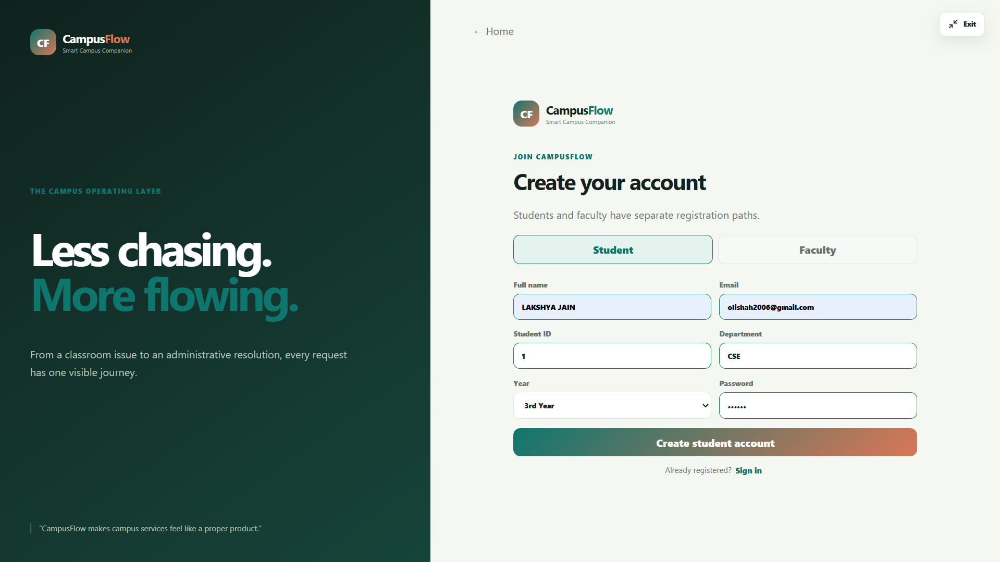 CF
CampusFlow
Smart Campus Companion
THE CAMPUS OPERATING LAYER
Less chasing.
More flowing.
From a classroom issue to an administrative resolution, every request
has one visible journey.
“CampusFlow makes campus services feel like a proper product.”
← Home
Exit
CF
CampusFlow
Smart Campus Companion
JOIN CAMPUSFLOW
Create your account
Students and faculty have separate registration paths.
Student
Faculty
Full name
LAKSHYA JAIN
Email
olishah2006@gmail.com
Student ID
1
Department
CSE
Year
3rd Year
Password
••••••
Create student account
Already registered? Sign in